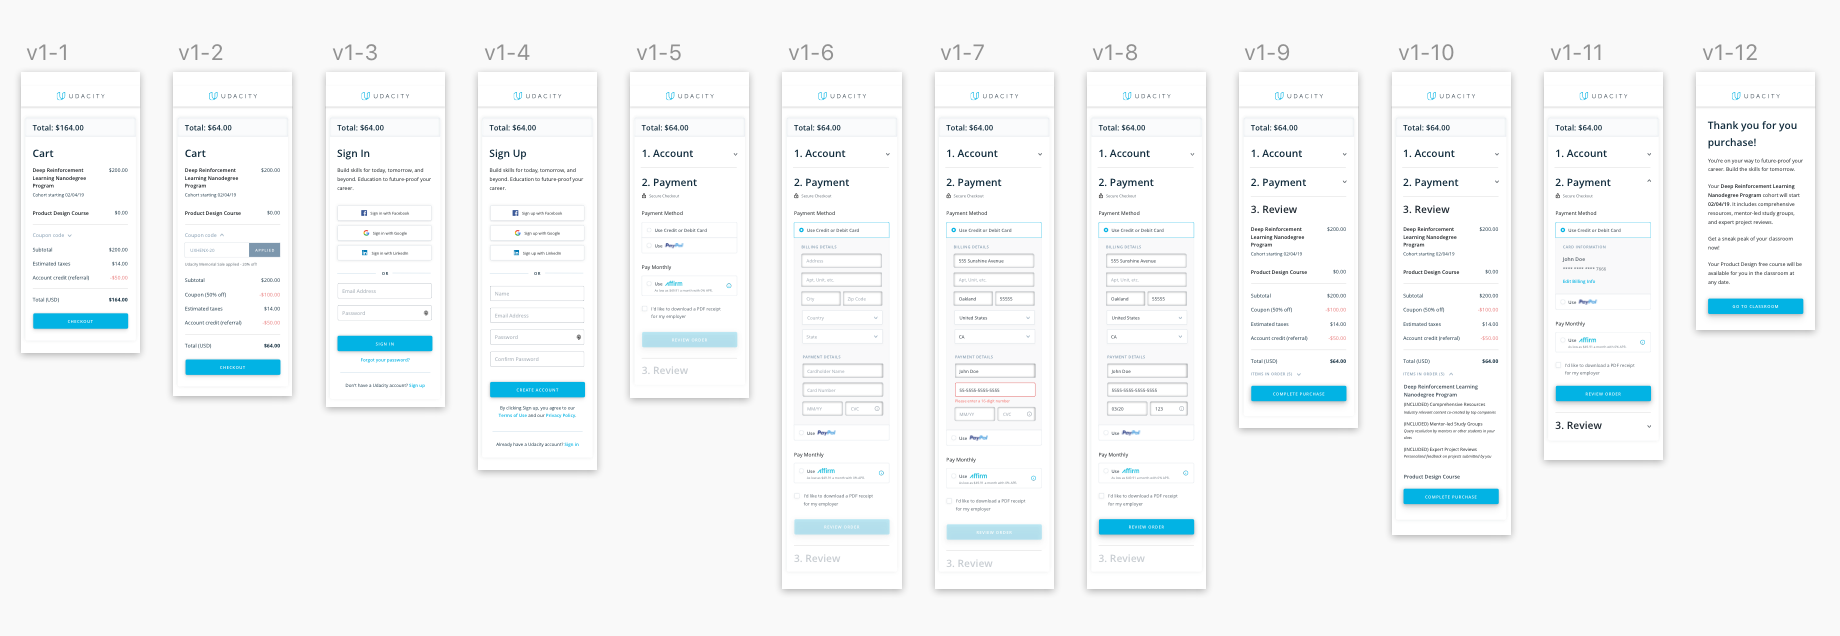 v1-1
UDACITY
Total: $164.00
Cart
Deep Reinforcement $200.00
Learning Nanodegree
Program
Cohort starting 02/04/19
Product Design Course $0.00
Coupon code
Subtotal $200.00
Estimated taxes $14.00
Account credit (referral) -$50.00
Total (USD) $164.00
CHECKOUT
v1-2
UDACITY
Total: $64.00
Cart
Deep Reinforcement $200.00
Learning Nanodegree
Program
Cohort starting 02/04/19
Product Design Course $0.00
Coupon code
APPLIED
Udacity Memorial Sale applied - 50% off!
Subtotal $200.00
Coupon (50% off) -$100.00
Estimated taxes $14.00
Account credit (referral) -$50.00
Total (USD) $64.00
CHECKOUT
v1-3
UDACITY
Total: $64.00
Sign In
Build skills for today, tomorrow, and
beyond. Education to future-proof your
career.
Sign in with Facebook
Sign in with Google
Sign in with LinkedIn
OR
Email Address
Password
SIGN IN
Forgot your password?
Don't have a Udacity account? Sign up
v1-4
UDACITY
Total: $64.00
Sign Up
Build skills for today, tomorrow, and
beyond. Education to future-proof your
career.
Sign up with Facebook
Sign up with Google
Sign up with LinkedIn
OR
Name
Email Address
Password
Confirm Password
CREATE ACCOUNT
By clicking Sign up, you agree to our
Terms of Use and our Privacy Policy.
Already have a Udacity account? Sign in
v1-5
UDACITY
Total: $64.00
1. Account
2. Payment
Secure Checkout
Payment Method
Use Credit or Debit Card
Use PayPal
Pay Monthly
Use affirm
I'd like to download a PDF receipt
for my employer
REVIEW ORDER
3. Review
v1-6
UDACITY
Total: $64.00
1. Account
2. Payment
Secure Checkout
Payment Method
Use Credit or Debit Card
BILLING DETAILS
Address
Apt, Unit, etc.
City Zip Code
Country
State
PAYMENT DETAILS
Cardholder Name
Card Number
MM/YY CVC
Use PayPal
Pay Monthly
Use affirm
I'd like to download a PDF receipt
for my employer
REVIEW ORDER
3. Review
v1-7
UDACITY
Total: $64.00
1. Account
2. Payment
Secure Checkout
Payment Method
Use Credit or Debit Card
BILLING DETAILS
555 Sunshine Avenue
Apt, Unit, etc.
Oakland 55555
United States
CA
PAYMENT DETAILS
John Doe
55-5555-5555-5555
Please enter a 16 digit number
MM/YY CVC
Use PayPal
Pay Monthly
Use affirm
I'd like to download a PDF receipt
for my employer
REVIEW ORDER
3. Review
v1-8
UDACITY
Total: $64.00
1. Account
2. Payment
Secure Checkout
Payment Method
Use Credit or Debit Card
BILLING DETAILS
555 Sunshine Avenue
Apt, Unit, etc.
Oakland 55555
United States
CA
PAYMENT DETAILS
John Doe
5555-5555-5555-5555
03/20 123
Use PayPal
Pay Monthly
Use affirm
I'd like to download a PDF receipt
for my employer
REVIEW ORDER
3. Review
v1-9
UDACITY
Total: $64.00
1. Account
2. Payment
3. Review
Deep Reinforcement $200.00
Learning Nanodegree
Program
Cohort starting 02/04/19
Product Design Course $0.00
Subtotal $200.00
Coupon (50% off) -$100.00
Estimated taxes $14.00
Account credit (referral) -$50.00
Total (USD) $64.00
ITEMS IN ORDER (5)
COMPLETE PURCHASE
v1-10
UDACITY
Total: $64.00
1. Account
2. Payment
3. Review
Deep Reinforcement $200.00
Learning Nanodegree
Program
Cohort starting 02/04/19
Product Design Course $0.00
Subtotal $200.00
Coupon (50% off) -$100.00
Estimated taxes $14.00
Account credit (referral) -$50.00
Total (USD) $64.00
ITEMS IN ORDER (5)
Deep Reinforcement Learning
Nanodegree Program
(INCLUDED) Comprehensive Resources
Industry relevant content co-created by top companies
(INCLUDED) Mentor-led Study Groups
Query resolution by mentors or other students in your
class
(INCLUDED) Expert Project Reviews
Personalized feedback on projects submitted by you
Product Design Course
COMPLETE PURCHASE
v1-11
UDACITY
Total: $64.00
1. Account
2. Payment
Secure Checkout
Payment Method
Use Credit or Debit Card
CARD INFORMATION
John Doe
**** **** **** 7665
Edit Billing Info
Use PayPal
Pay Monthly
Use affirm
I'd like to download a PDF receipt
for my employer
REVIEW ORDER
3. Review
v1-12
UDACITY
Thank you for you
purchase!
You're on your way to future-proof your
career. Build the skills for tomorrow.
Your Deep Reinforcement Learning
Nanodegree Program cohort will start
02/04/19. It includes comprehensive
resources, mentor-led study groups,
and expert project reviews.
Get a sneak peak of your classroom
now!
Your Product Design free course will be
available for you in the classroom at
any date.
GO TO CLASSROOM